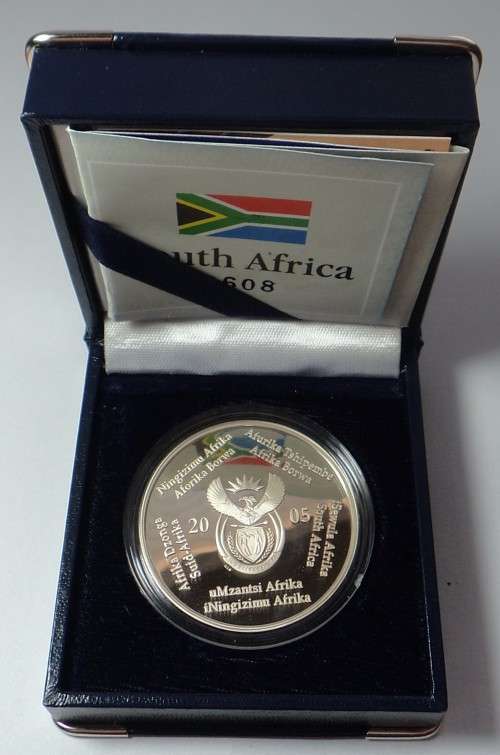 South Africa
608
Ningizimu Afrika
Aforika Borwa
Afurika Tshipembe
Afrika Borwa
Afrika Dzonga
Suid-Afrika
20 05
iSewula Afrika
South Africa
uMzantsi Afrika
iNingizimu Afrika